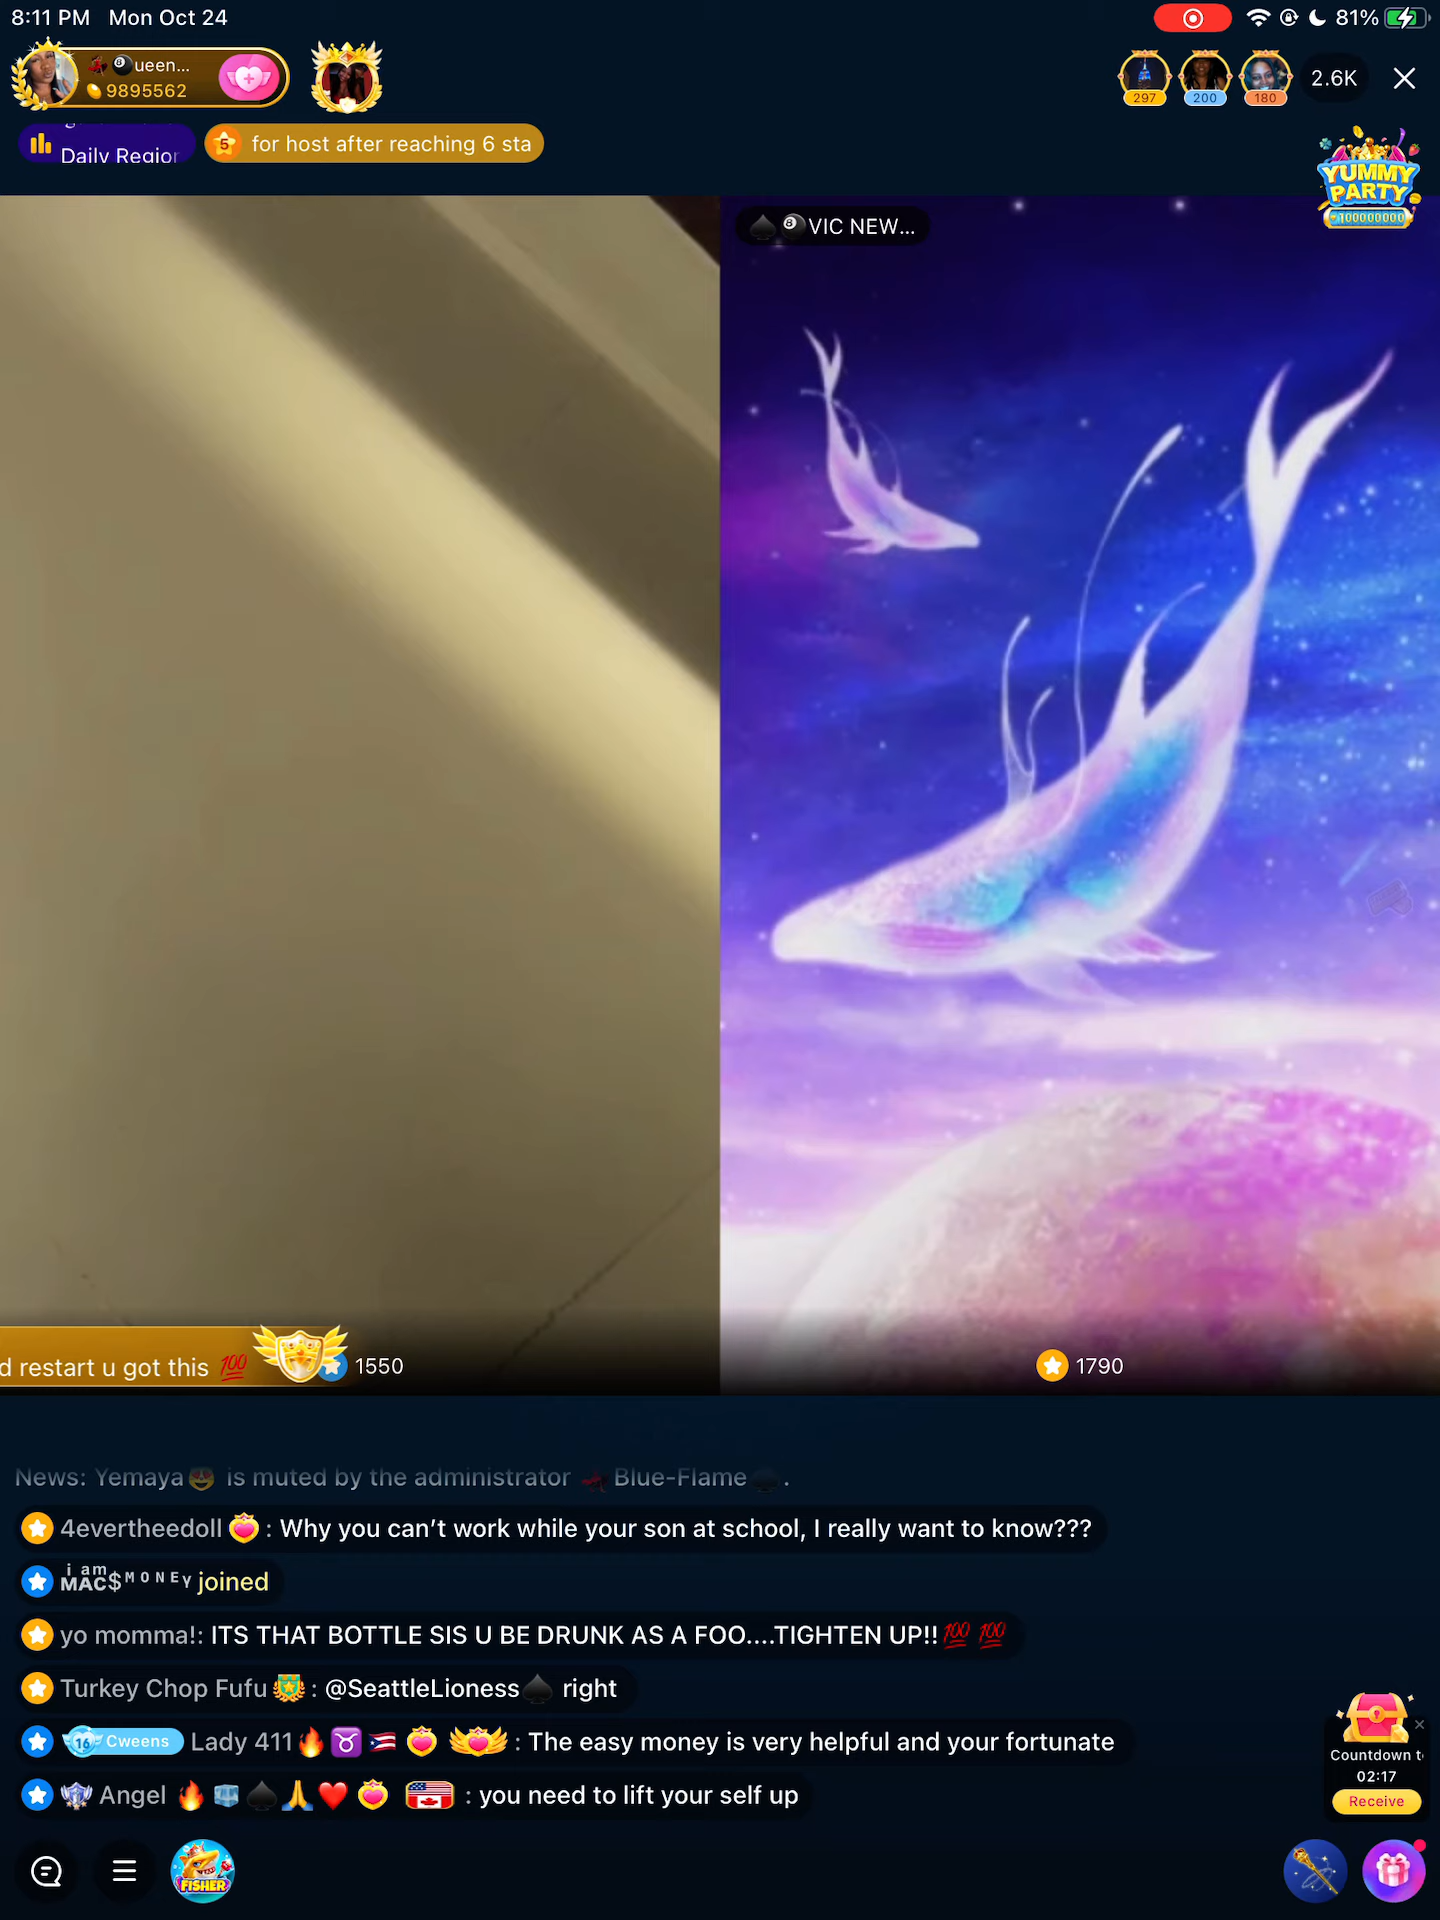 8:11 PM Mon Oct 24
81%
🎱ueen...
9895562
297
200
180
2.6K
Daily Region
5 for host after reaching 6 sta
YUMMY
PARTY
100000000
♠️🎱VIC NEW...
d restart u got this 💯
1550
1790
News: Yemaya😍 is muted by the administrator Blue-Flame♠️.
4evertheedoll: Why you can't work while your son at school, I really want to know???
i am MAC$ᴹᴼᴺᴱʸ joined
yo momma!: ITS THAT BOTTLE SIS U BE DRUNK AS A FOO....TIGHTEN UP!!💯 💯
Turkey Chop Fufu: @SeattleLioness♠️ right
16 Cweens Lady 411🔥♉🇵🇷: The easy money is very helpful and your fortunate
Angel 🔥🧊♠️🙏❤️: you need to lift your self up
Countdown t
02:17
Receive
FISHER